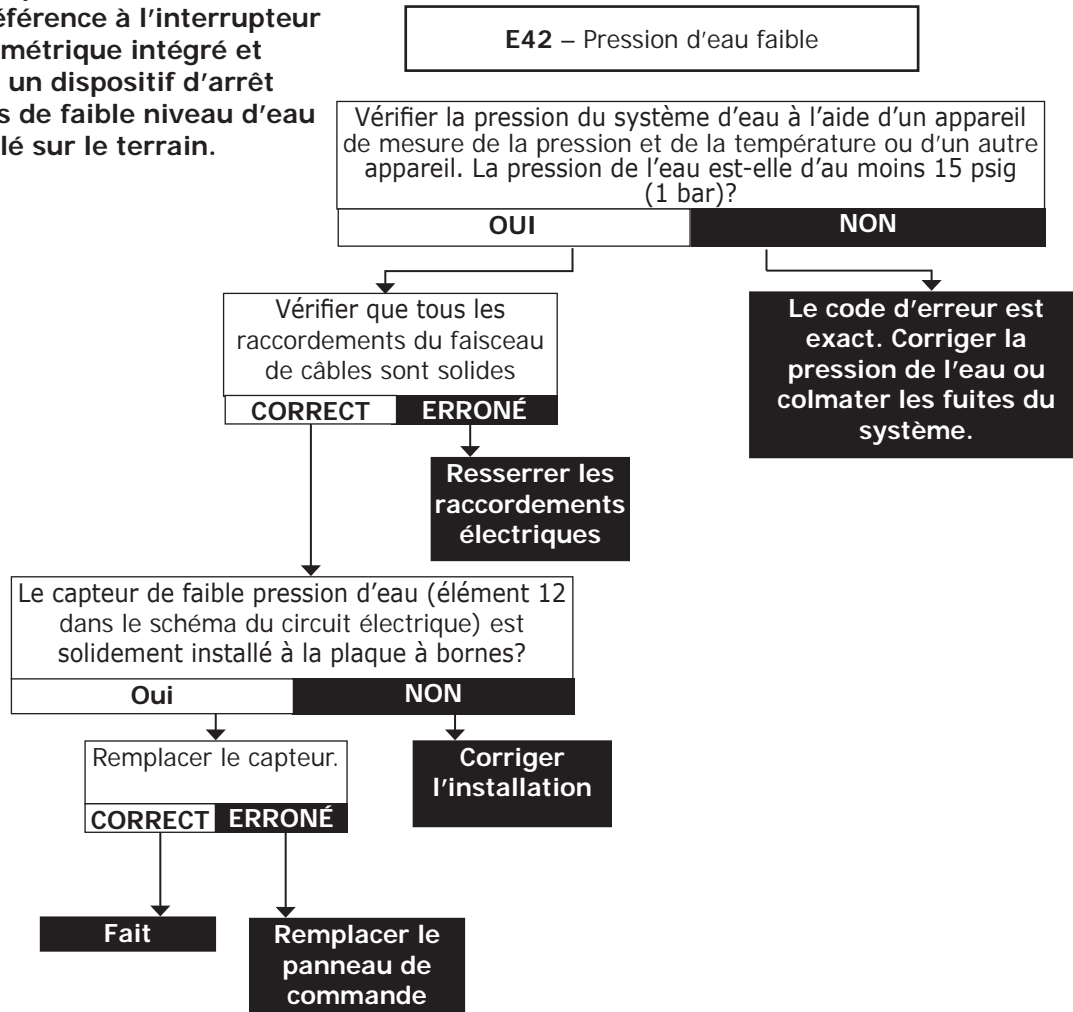 éférence à l'interrupteur
métrique intégré et
un dispositif d'arrêt
s de faible niveau d'eau
lé sur le terrain.
E42 – Pression d'eau faible
Vérifier la pression du système d'eau à l'aide d'un appareil
de mesure de la pression et de la température ou d'un autre
appareil. La pression de l'eau est-elle d'au moins 15 psig
(1 bar)?
OUI
NON
Vérifier que tous les
raccordements du faisceau
de câbles sont solides
CORRECT
ERRONÉ
Le code d'erreur est
exact. Corriger la
pression de l'eau ou
colmater les fuites du
système.
Resserrer les
raccordements
électriques
Le capteur de faible pression d'eau (élément 12
dans le schéma du circuit électrique) est
solidement installé à la plaque à bornes?
Oui
NON
Remplacer le capteur.
CORRECT
ERRONÉ
Corriger
l'installation
Fait
Remplacer le
panneau de
commande